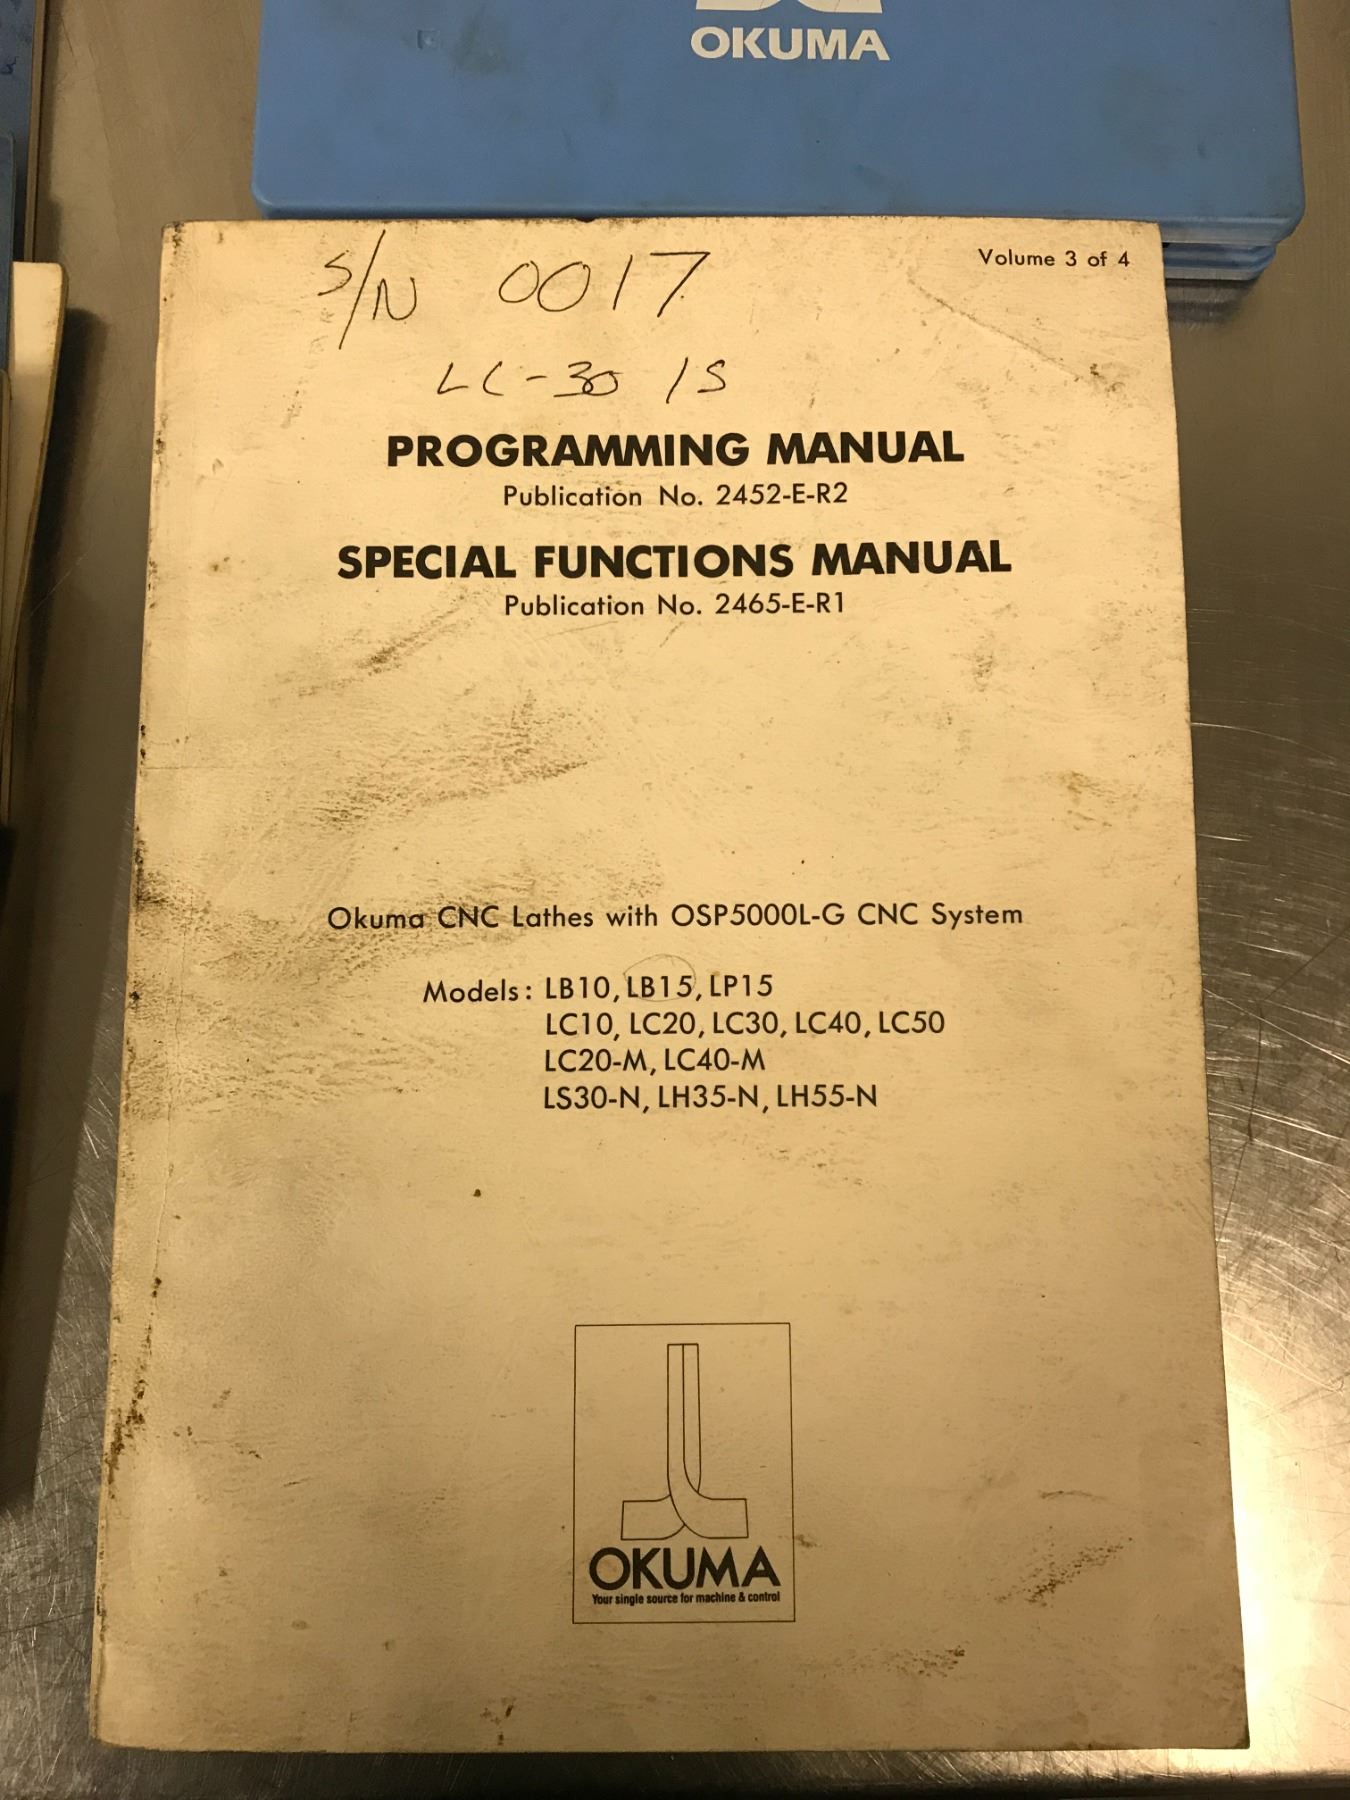 OKUMA
Volume 3 of 4
S/N 0017
LC-30 1S
PROGRAMMING MANUAL
Publication No. 2452-E-R2
SPECIAL FUNCTIONS MANUAL
Publication No. 2465-E-R1
Okuma CNC Lathes with OSP5000L-G CNC System
Models: LB10, LB15, LP15
LC10, LC20, LC30, LC40, LC50
LC20-M, LC40-M
LS30-N, LH35-N, LH55-N
OKUMA
Your single source for machine & control